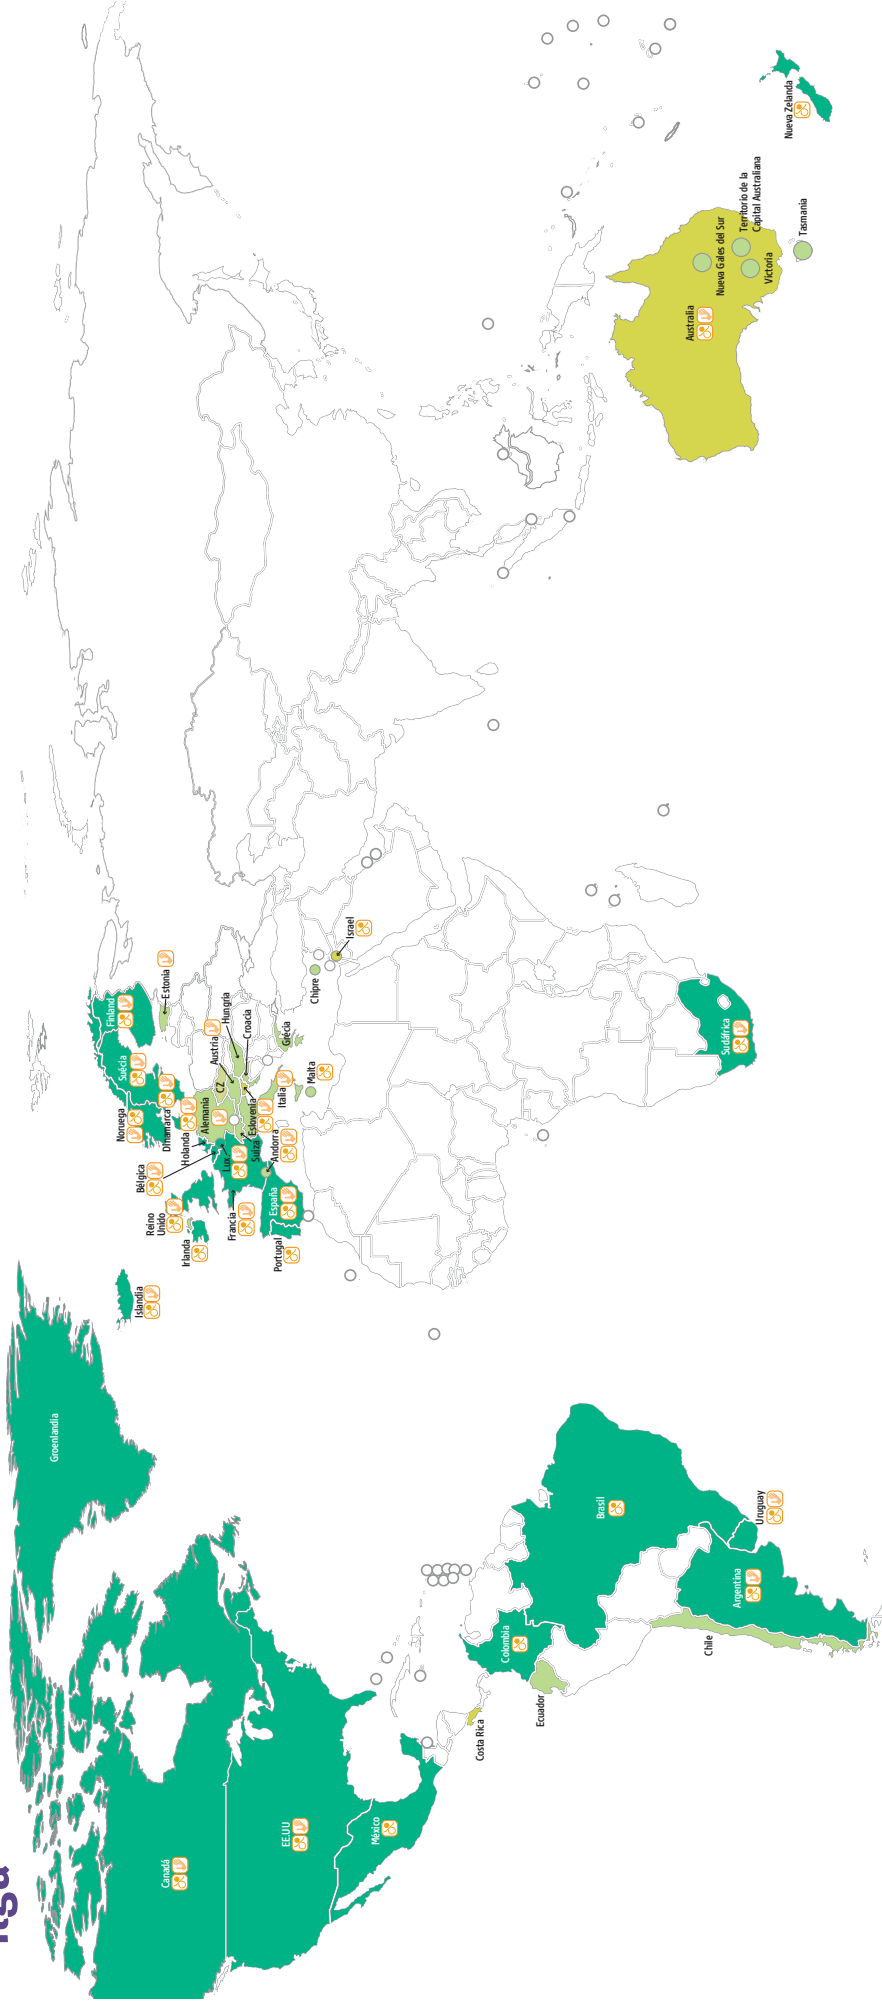 Groenlandia
Canadá
EE.UU
México
Costa Rica
Colombia
Ecuador
Brasil
Chile
Argentina
Uruguay
Islandia
Irlanda
Reino
Unido
Bélgica
Portugal
España
Francia
Andorra
Lux
Suiza
Holanda
Dinamarca
Noruega
Suecia
Finland
Estonia
Alemania
CZ
Austria
Hungria
Croacia
Eslovenia
Italia
Malta
Grécia
Chipre
Israel
Sudáfrica
Australia
Nueva Gales del Sur
Territorio de la
Capital Australiana
Victoria
Tasmania
Nueva Zelanda